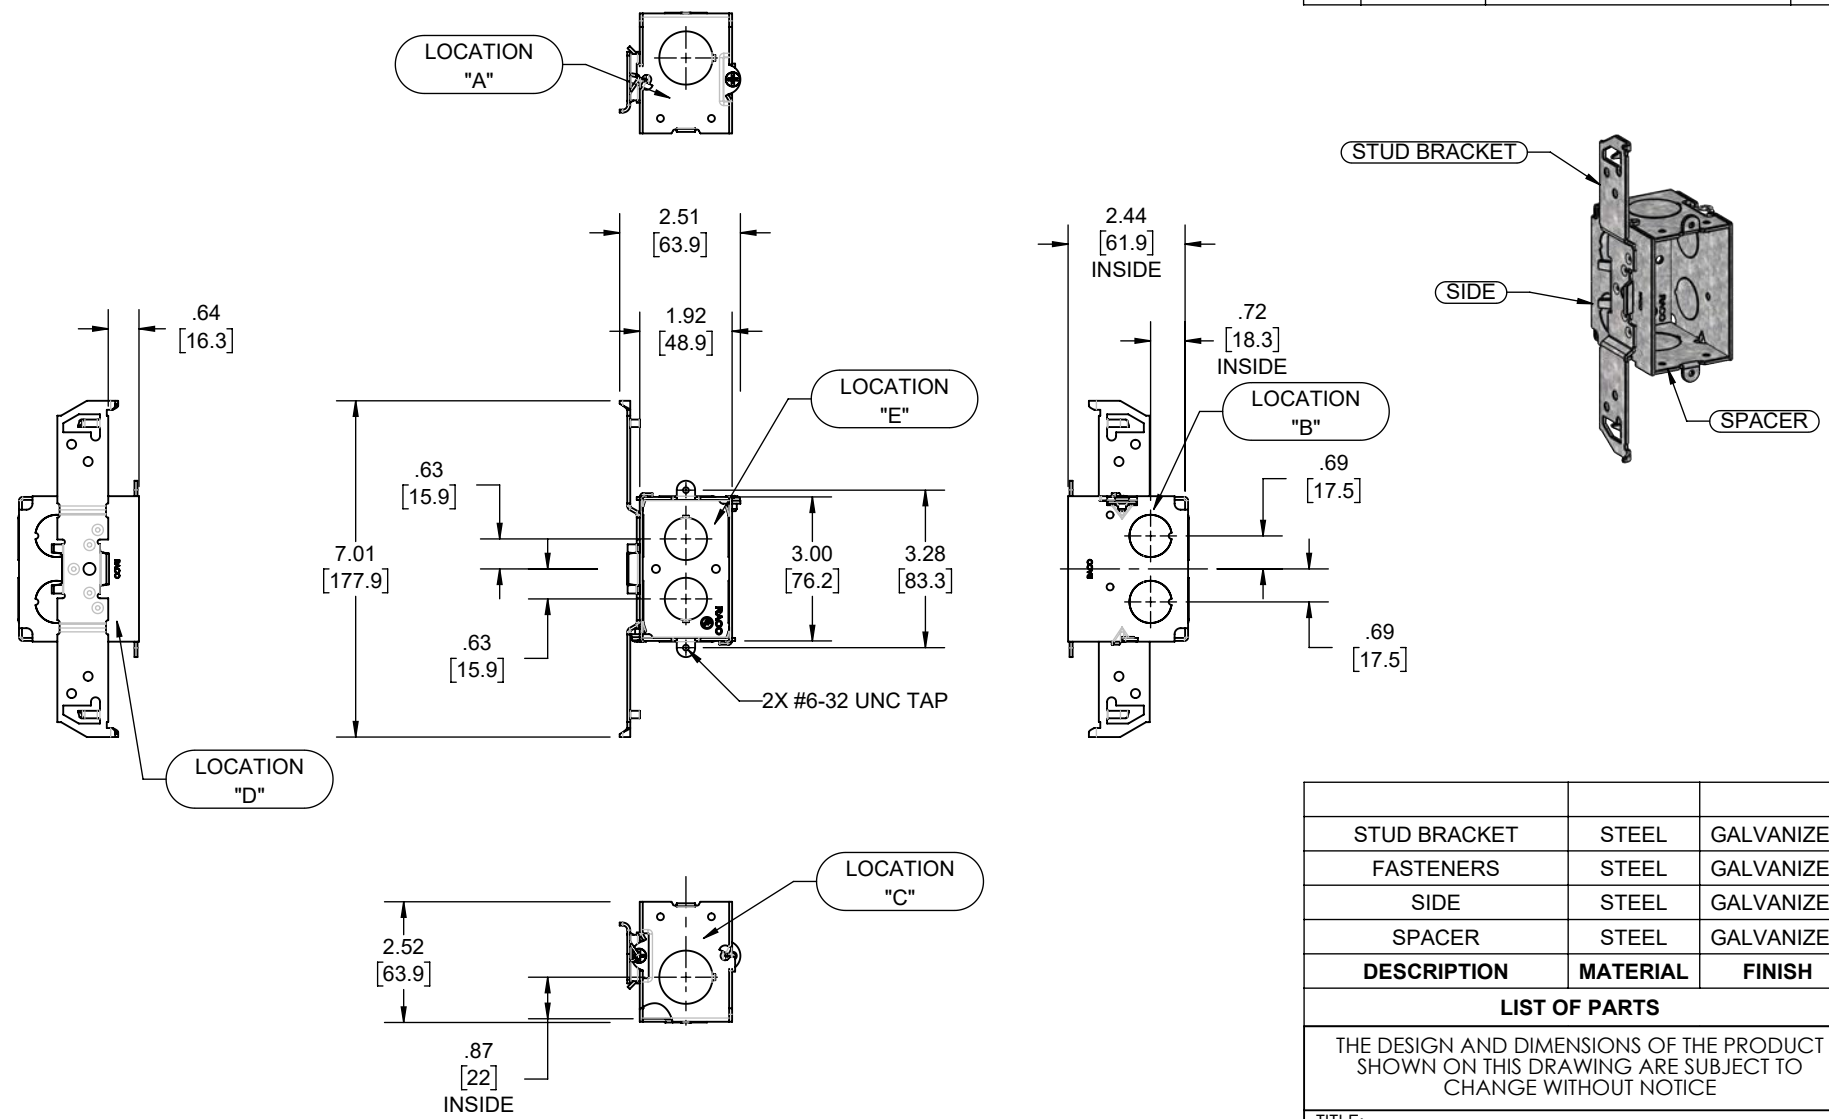 LOCATION
"A"
STUD BRACKET
SIDE
SPACER
2.51
[63.9]
1.92
[48.9]
2.44
[61.9]
INSIDE
.72
[18.3]
INSIDE
.64
[16.3]
LOCATION
"E"
LOCATION
"B"
.63
[15.9]
.69
[17.5]
7.01
[177.9]
3.00
[76.2]
3.28
[83.3]
RACO
RACO
RACO
.63
[15.9]
.69
[17.5]
2X #6-32 UNC TAP
LOCATION
"D"
LOCATION
"C"
2.52
[63.9]
.87
[22]
INSIDE
STUD BRACKET STEEL GALVANIZE
FASTENERS STEEL GALVANIZE
SIDE STEEL GALVANIZE
SPACER STEEL GALVANIZE
DESCRIPTION MATERIAL FINISH
LIST OF PARTS
THE DESIGN AND DIMENSIONS OF THE PRODUCT
SHOWN ON THIS DRAWING ARE SUBJECT TO
CHANGE WITHOUT NOTICE
TITLE: